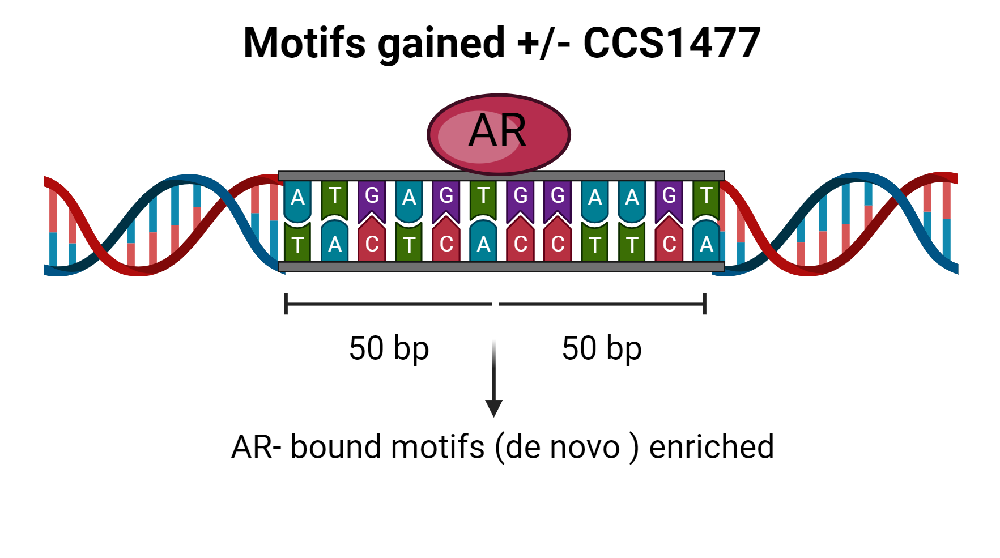 Motifs gained +/- CCS1477
AR
A T G A G T G G A A G T
T A C T C A C C T T C A
50 bp 50 bp
AR- bound motifs (de novo ) enriched